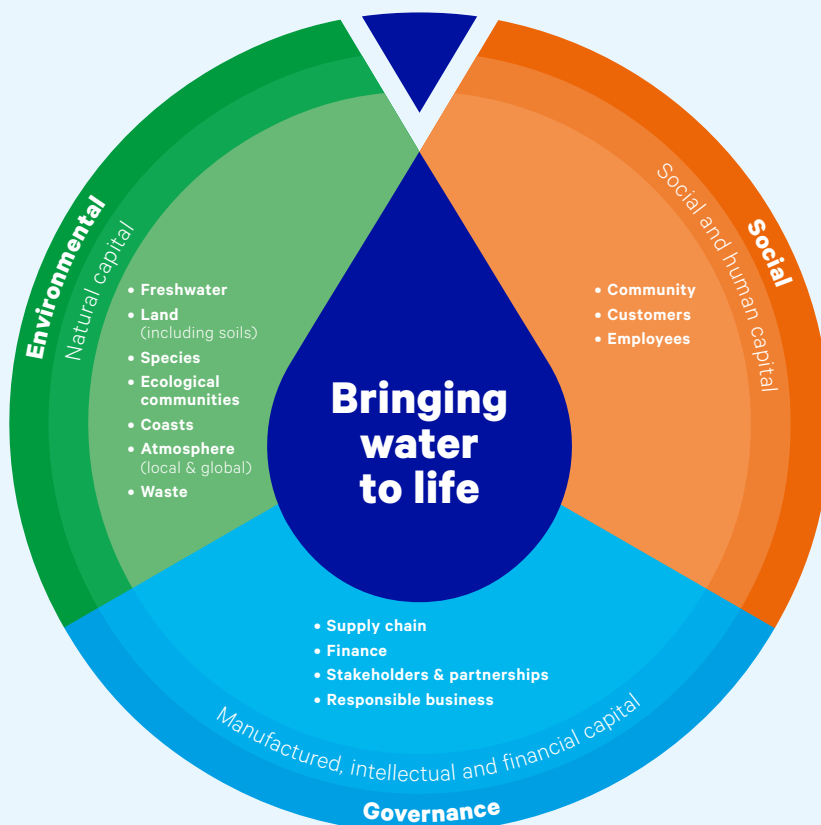 Environmental
Natural capital
• Freshwater
• Land
(including soils)
• Species
• Ecological
communities
• Coasts
• Atmosphere
(local & global)
• Waste
Social
Social and human capital
• Community
• Customers
• Employees
Bringing
water
to life
• Supply chain
• Finance
• Stakeholders & partnerships
• Responsible business
Manufactured, intellectual and financial capital
Governance